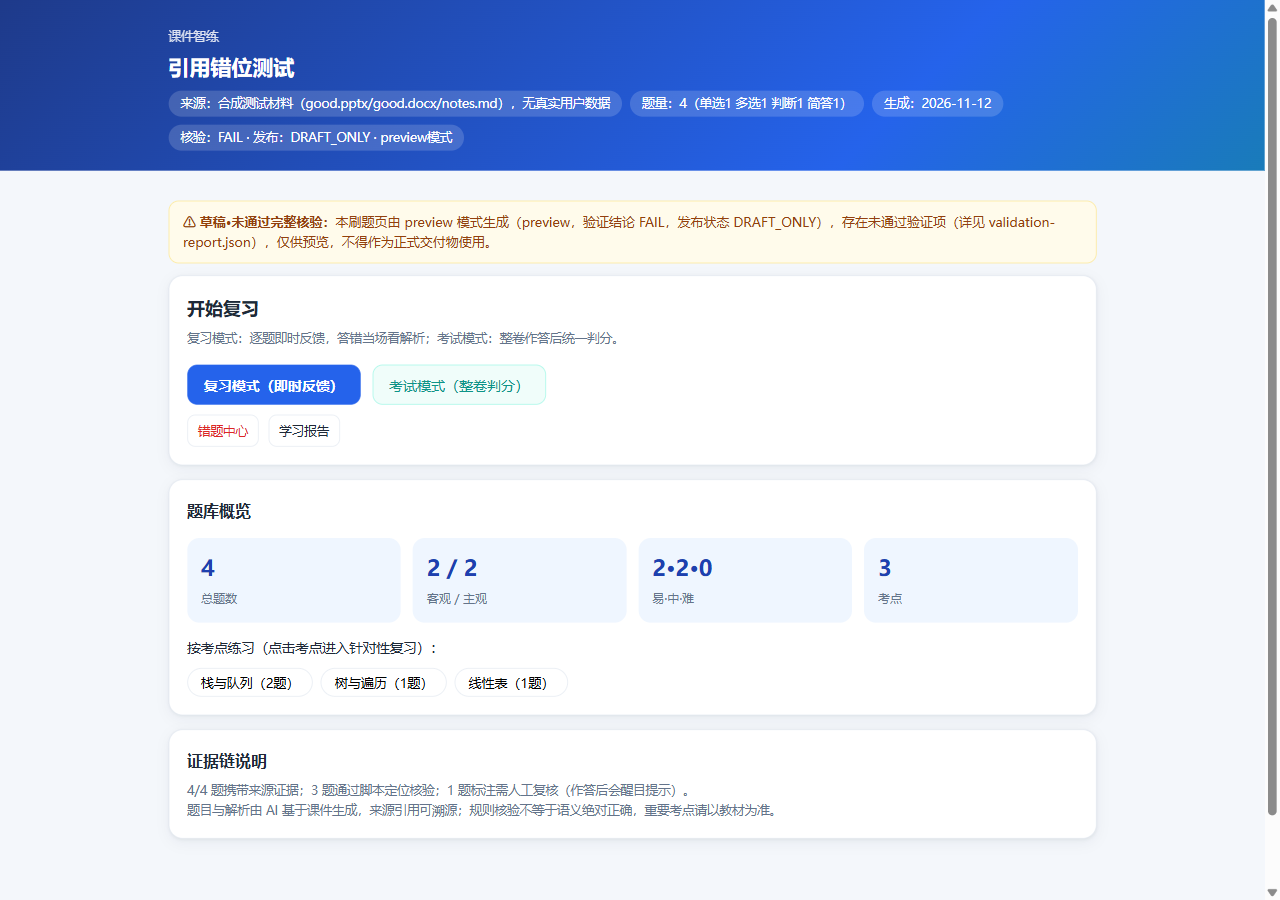 课件智练
引用错位测试
来源：合成测试材料（good.pptx/good.docx/notes.md），无真实用户数据
题量：4（单选1 多选1 判断1 简答1）
生成：2026-11-12
核验：FAIL · 发布：DRAFT_ONLY · preview模式
⚠ 草稿·未通过完整核验：本刷题页由 preview 模式生成（preview，验证结论 FAIL，发布状态 DRAFT_ONLY），存在未通过验证项（详见 validation-
report.json），仅供预览，不得作为正式交付物使用。
开始复习
复习模式：逐题即时反馈，答错当场看解析；考试模式：整卷作答后统一判分。
复习模式（即时反馈）
考试模式（整卷判分）
错题中心
学习报告
题库概览
4
总题数
2 / 2
客观 / 主观
2·2·0
易·中·难
3
考点
按考点练习（点击考点进入针对性复习）：
栈与队列（2题）
树与遍历（1题）
线性表（1题）
证据链说明
4/4 题携带来源证据；3 题通过脚本定位核验；1 题标注需人工复核（作答后会醒目提示）。
题目与解析由 AI 基于课件生成，来源引用可溯源；规则核验不等于语义绝对正确，重要考点请以教材为准。